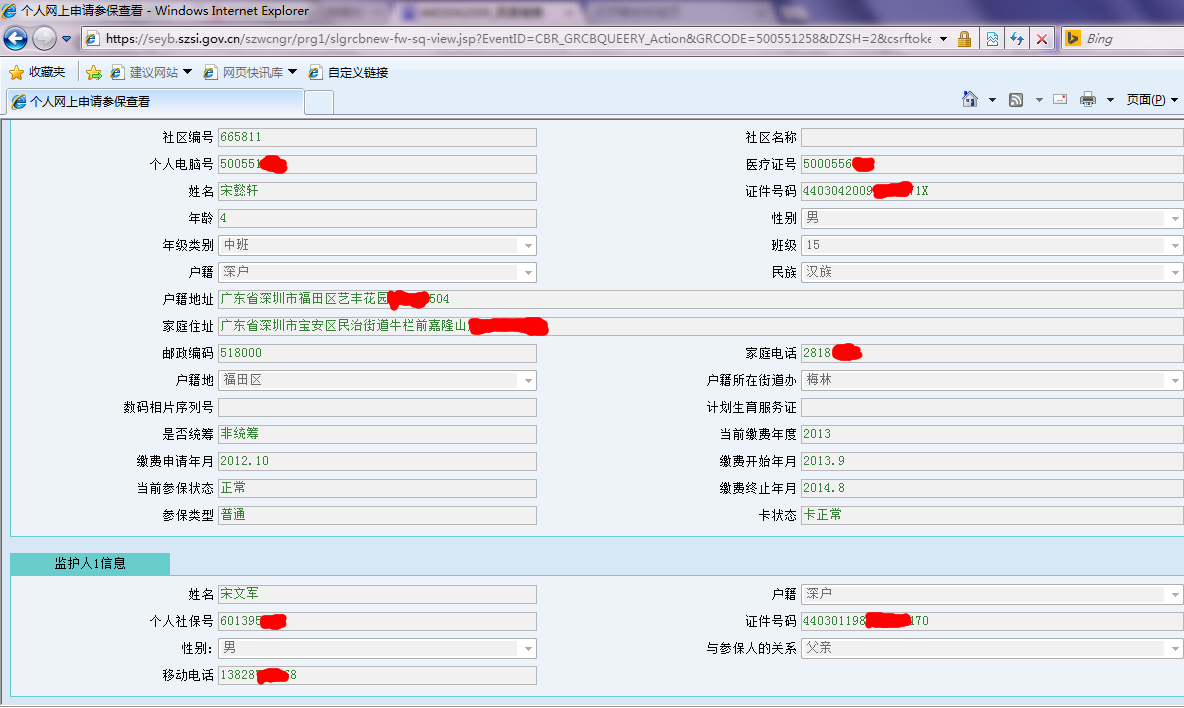 个人网上申请参保查看 - Windows Internet Explorer
https://seyb.szsi.gov.cn/szwcngr/prg1/slgrcbnew-fw-sq-view.jsp?EventID=CBR_GRCBQUEERY_Action&GRCODE=500551258&DZSH=2&csrftoke Bing
收藏夹 建议网站 网页快讯库 自定义链接
个人网上申请参保查看 页面(P)
社区编号 665811 社区名称
个人电脑号 500551 医疗证号 5000556
姓名 宋懿轩 证件号码 4403042009 1X
年龄 4 性别 男
年级类别 中班 班级 15
户籍 深户 民族 汉族
户籍地址 广东省深圳市福田区艺丰花园 504
家庭住址 广东省深圳市宝安区民治街道牛栏前嘉隆山
邮政编码 518000 家庭电话 2818
户籍地 福田区 户籍所在街道办 梅林
数码相片序列号 计划生育服务证
是否统筹 非统筹 当前缴费年度 2013
缴费申请年月 2012.10 缴费开始年月 2013.9
当前参保状态 正常 缴费终止年月 2014.8
参保类型 普通 卡状态 卡正常
监护人1信息
姓名 宋文军 户籍 深户
个人社保号 601395 证件号码 440301198 170
性别: 男 与参保人的关系 父亲
移动电话 13828 8